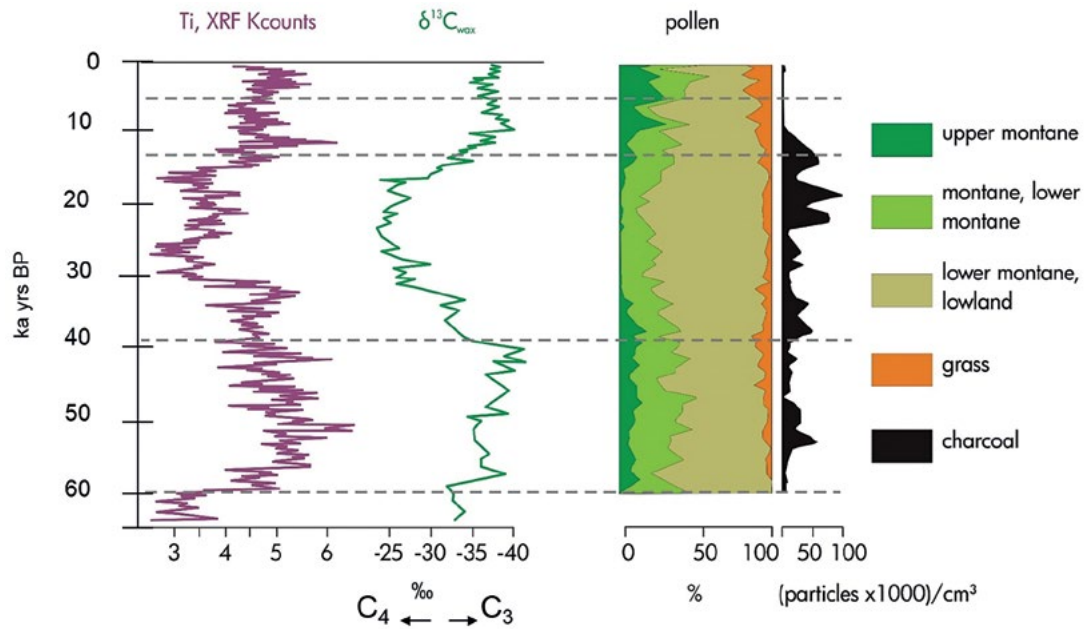 Ti, XRF Kcounts
δ¹³C_wax
pollen
0
10
20
30
40
50
60
ka yrs BP
3 4 5 6
-25 -30 -35 -40
‰
C₄ ← → C₃
0 50 100
%
50 100
(particles x1000)/cm³
upper montane
montane, lower
montane
lower montane,
lowland
grass
charcoal